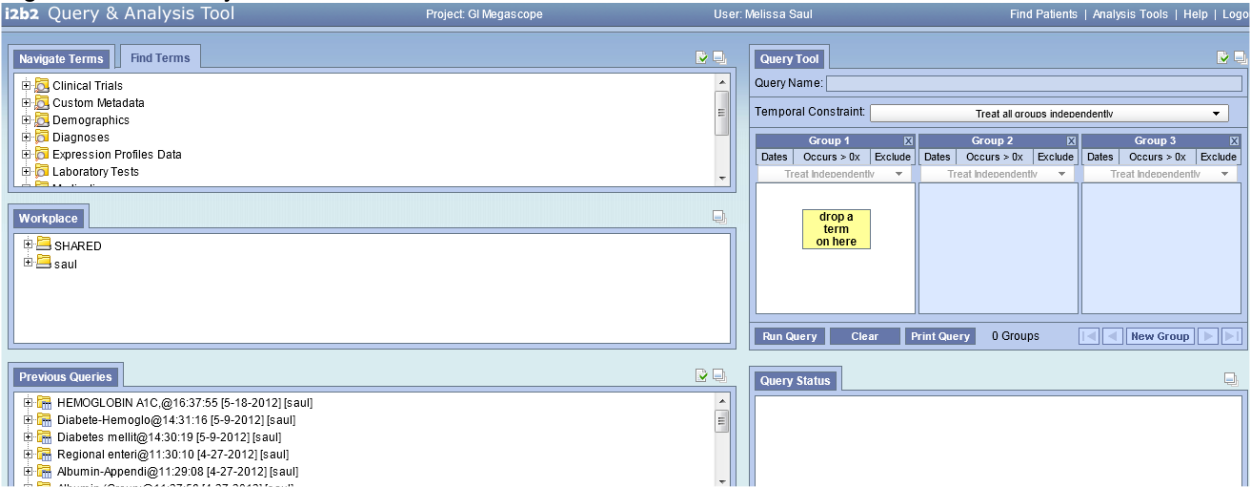 i2b2 Query & Analysis Tool Project: GI Megascope User: Melissa Saul Find Patients | Analysis Tools | Help | Logo
Navigate Terms Find Terms
Clinical Trials
Custom Metadata
Demographics
Diagnoses
Expression Profiles Data
Laboratory Tests
Workplace
SHARED
saul
Previous Queries
HEMOGLOBIN A1C,@16:37:55 [5-18-2012] [saul]
Diabete-Hemoglo@14:31:16 [5-9-2012] [saul]
Diabetes mellit@14:30:19 [5-9-2012] [saul]
Regional enteri@11:30:10 [4-27-2012] [saul]
Albumin-Appendi@11:29:08 [4-27-2012] [saul]
Query Tool
Query Name:
Temporal Constraint: Treat all groups independently
Group 1 Group 2 Group 3
Dates Occurs > 0x Exclude Dates Occurs > 0x Exclude Dates Occurs > 0x Exclude
Treat Independently Treat Independently Treat Independently
drop a
term
on here
Run Query Clear Print Query 0 Groups New Group
Query Status